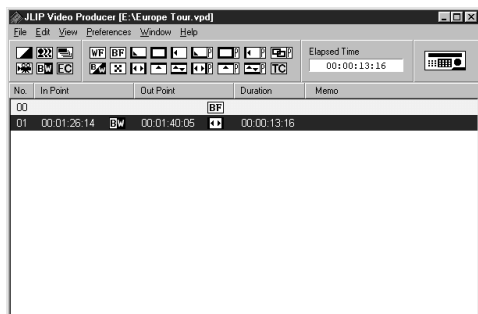 JLIP Video Producer [E:\Europe Tour.vpd]
File Edit View Preferences Window Help
WF BF P P P P
BW EC B/W P P P TC
Elapsed Time
00:00:13:16
No. In Point Out Point Duration Memo
00 BF
01 00:01:26:14 BW 00:01:40:05 00:00:13:16